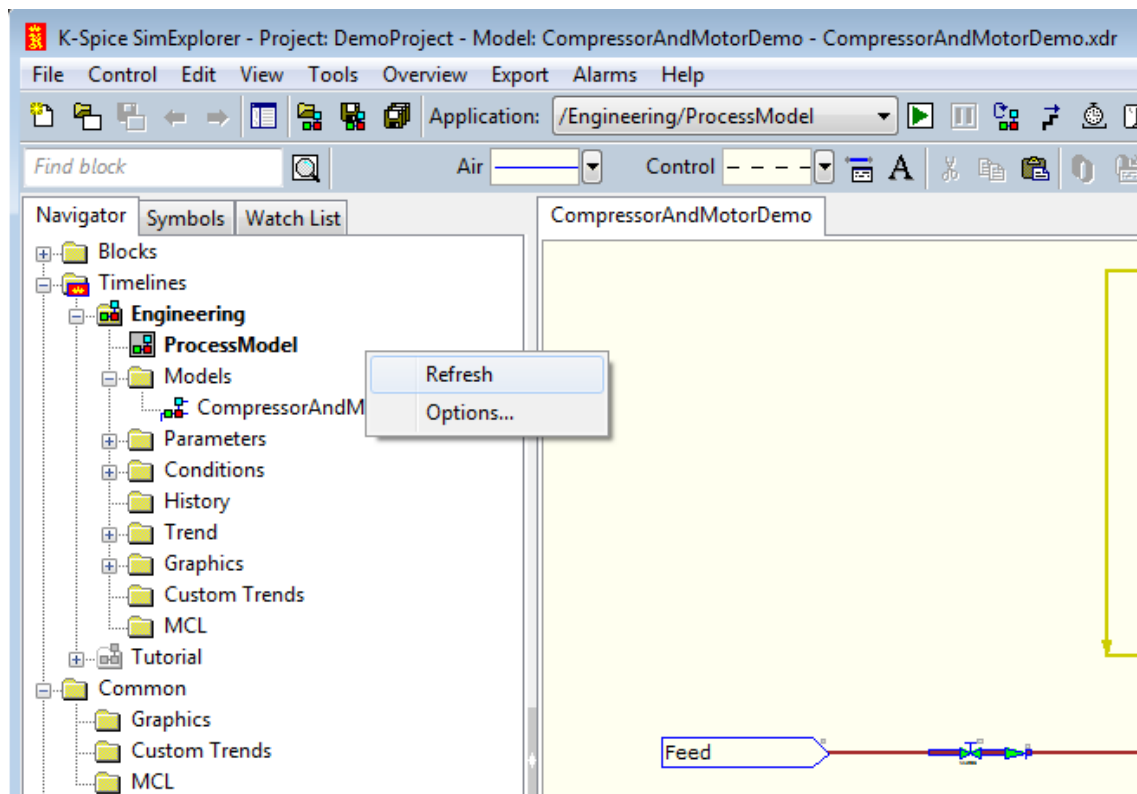 K-Spice SimExplorer - Project: DemoProject - Model: CompressorAndMotorDemo - CompressorAndMotorDemo.xdr
File Control Edit View Tools Overview Export Alarms Help
Application: /Engineering/ProcessModel
Find block Air Control A
Navigator Symbols Watch List CompressorAndMotorDemo
Blocks
Timelines
Engineering
ProcessModel
Refresh
Models
CompressorAndM
Options...
Parameters
Conditions
History
Trend
Graphics
Custom Trends
MCL
Tutorial
Common
Graphics
Custom Trends
Feed
MCL